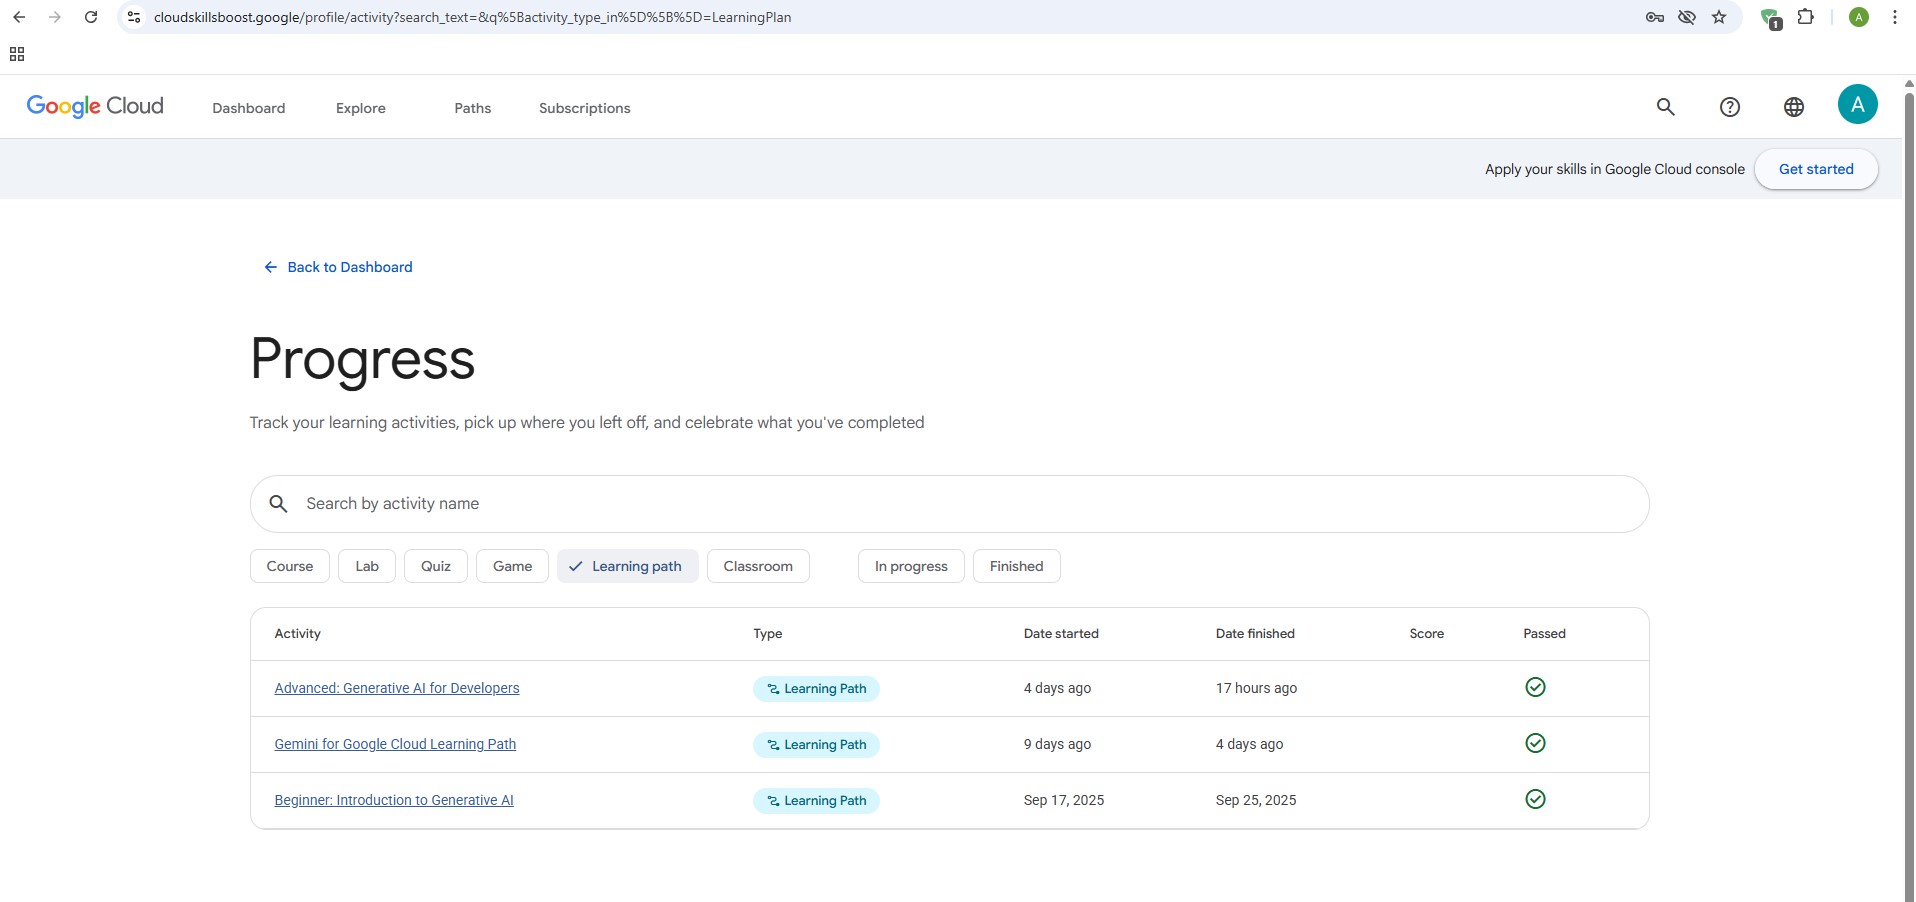 cloudskillsboost.google/profile/activity?search_text=&q%5Bactivity_type_in%5D%5B%5D=LearningPlan
1
A
Google Cloud
Dashboard
Explore
Paths
Subscriptions
A
Apply your skills in Google Cloud console
Get started
Back to Dashboard
Progress
Track your learning activities, pick up where you left off, and celebrate what you've completed
Search by activity name
Course
Lab
Quiz
Game
Learning path
Classroom
In progress
Finished
Activity Type Date started Date finished Score Passed
Advanced: Generative AI for Developers Learning Path 4 days ago 17 hours ago
Gemini for Google Cloud Learning Path Learning Path 9 days ago 4 days ago
Beginner: Introduction to Generative AI Learning Path Sep 17, 2025 Sep 25, 2025